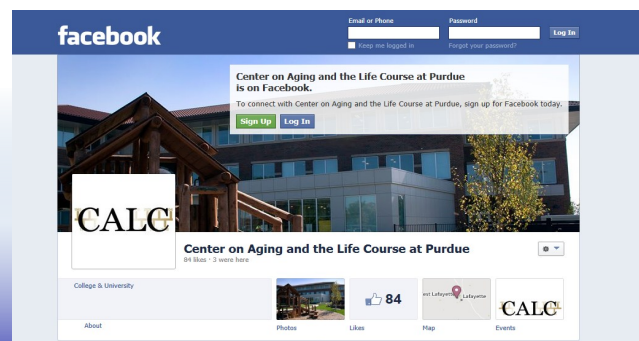 facebook
Email or Phone
Password
Log In
Keep me logged in
Forgot your password?
Center on Aging and the Life Course at Purdue
is on Facebook.
To connect with Center on Aging and the Life Course at Purdue, sign up for Facebook today.
Sign Up
Log In
CALC
Center on Aging and the Life Course at Purdue
84 likes · 3 were here
College & University
About
Photos
84
Likes
est Lafayette
Lafayette
Map
CALC
Events